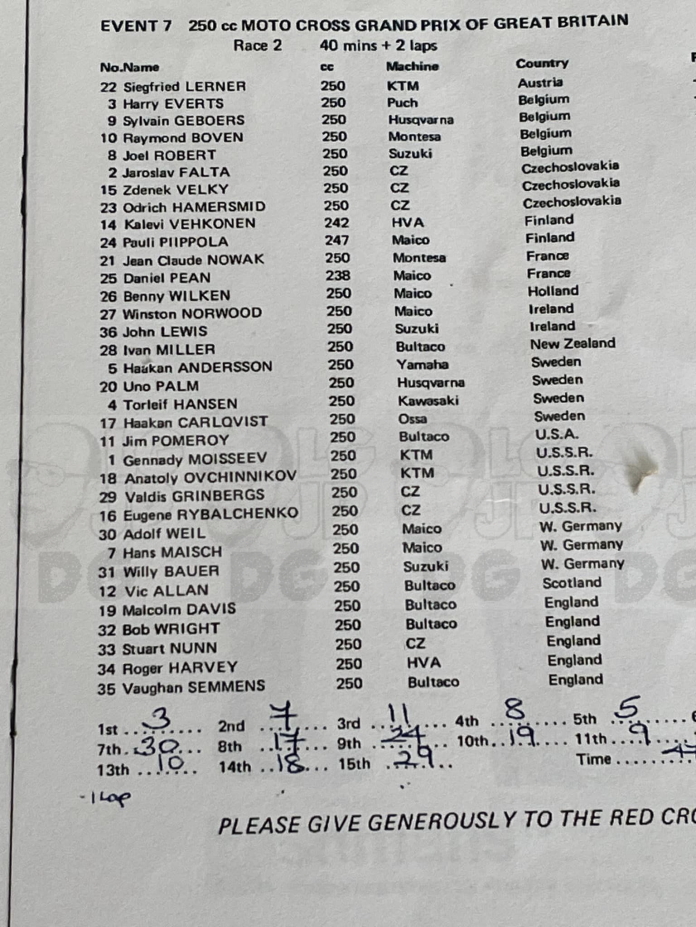 EVENT 7 250 cc MOTO CROSS GRAND PRIX OF GREAT BRITAIN
Race 2 40 mins + 2 laps
No. Name cc Machine Country
22 Siegfried LERNER 250 KTM Austria
3 Harry EVERTS 250 Puch Belgium
9 Sylvain GEBOERS 250 Husqvarna Belgium
10 Raymond BOVEN 250 Montesa Belgium
8 Joel ROBERT 250 Suzuki Belgium
2 Jaroslav FALTA 250 CZ Czechoslovakia
15 Zdenek VELKY 250 CZ Czechoslovakia
23 Odrich HAMERSMID 250 CZ Czechoslovakia
14 Kalevi VEHKONEN 242 HVA Finland
24 Pauli PIIPPOLA 247 Maico Finland
21 Jean Claude NOWAK 250 Montesa France
25 Daniel PEAN 238 Maico France
26 Benny WILKEN 250 Maico Holland
27 Winston NORWOOD 250 Maico Ireland
36 John LEWIS 250 Suzuki Ireland
28 Ivan MILLER 250 Bultaco New Zealand
5 Haakan ANDERSSON 250 Yamaha Sweden
20 Uno PALM 250 Husqvarna Sweden
4 Torleif HANSEN 250 Kawasaki Sweden
17 Haakan CARLQVIST 250 Ossa Sweden
11 Jim POMEROY 250 Bultaco U.S.A.
1 Gennady MOISSEEV 250 KTM U.S.S.R.
18 Anatoly OVCHINNIKOV 250 KTM U.S.S.R.
29 Valdis GRINBERGS 250 CZ U.S.S.R.
16 Eugene RYBALCHENKO 250 CZ U.S.S.R.
30 Adolf WEIL 250 Maico W. Germany
7 Hans MAISCH 250 Maico W. Germany
31 Willy BAUER 250 Suzuki W. Germany
12 Vic ALLAN 250 Bultaco Scotland
19 Malcolm DAVIS 250 Bultaco England
32 Bob WRIGHT 250 Bultaco England
33 Stuart NUNN 250 CZ England
34 Roger HARVEY 250 HVA England
35 Vaughan SEMMENS 250 Bultaco England
1st 3 2nd 7 3rd 11 4th 8 5th 5
7th 30 8th 17 9th 24 10th 19 11th 9
13th 10 14th 18 15th 29 Time
-1 Lap
PLEASE GIVE GENEROUSLY TO THE RED